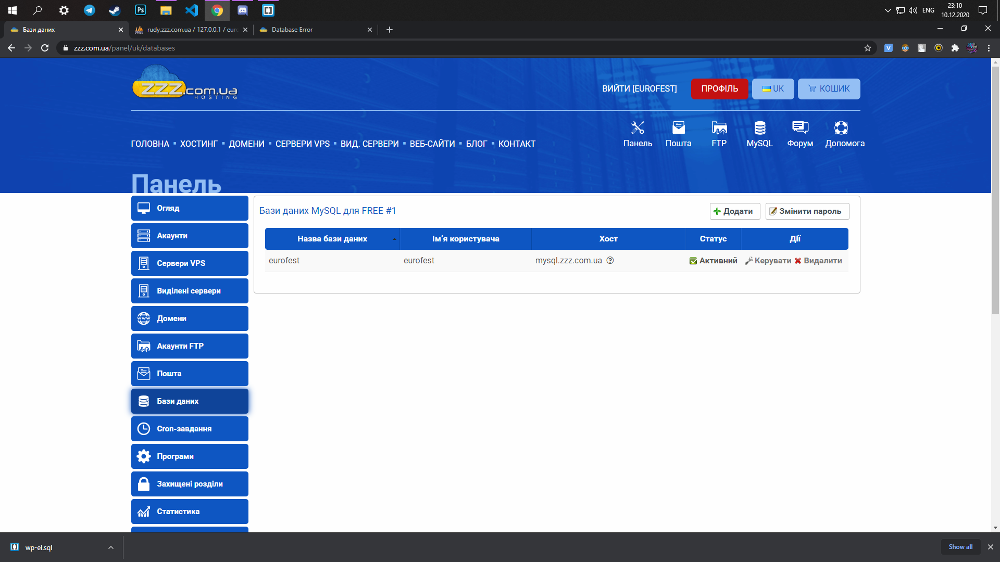 ENG
23:10
10.12.2020
Бази даних
rudy.zzz.com.ua / 127.0.0.1 / euro
Database Error
zzz.com.ua/panel/uk/databases
zzz.com.ua
HOSTING
ВИЙТИ [EUROFEST]
ПРОФІЛЬ
UK
КОШИК
ГОЛОВНА
ХОСТИНГ
ДОМЕНИ
СЕРВЕРИ VPS
ВИД. СЕРВЕРИ
ВЕБ-САЙТИ
БЛОГ
КОНТАКТ
Панель
Пошта
FTP
MySQL
Форум
Допомога
Панель
Огляд
Акаунти
Сервери VPS
Виділені сервери
Домени
Акаунти FTP
Пошта
Бази даних
Cron-завдання
Програми
Захищені розділи
Статистика
Бази даних MySQL для FREE #1
Додати
Змінити пароль
Назва бази даних
Ім’я користувача
Хост
Статус
Дії
eurofest
eurofest
mysql.zzz.com.ua
Активний
Керувати
Видалити
wp-el.sql
Show all